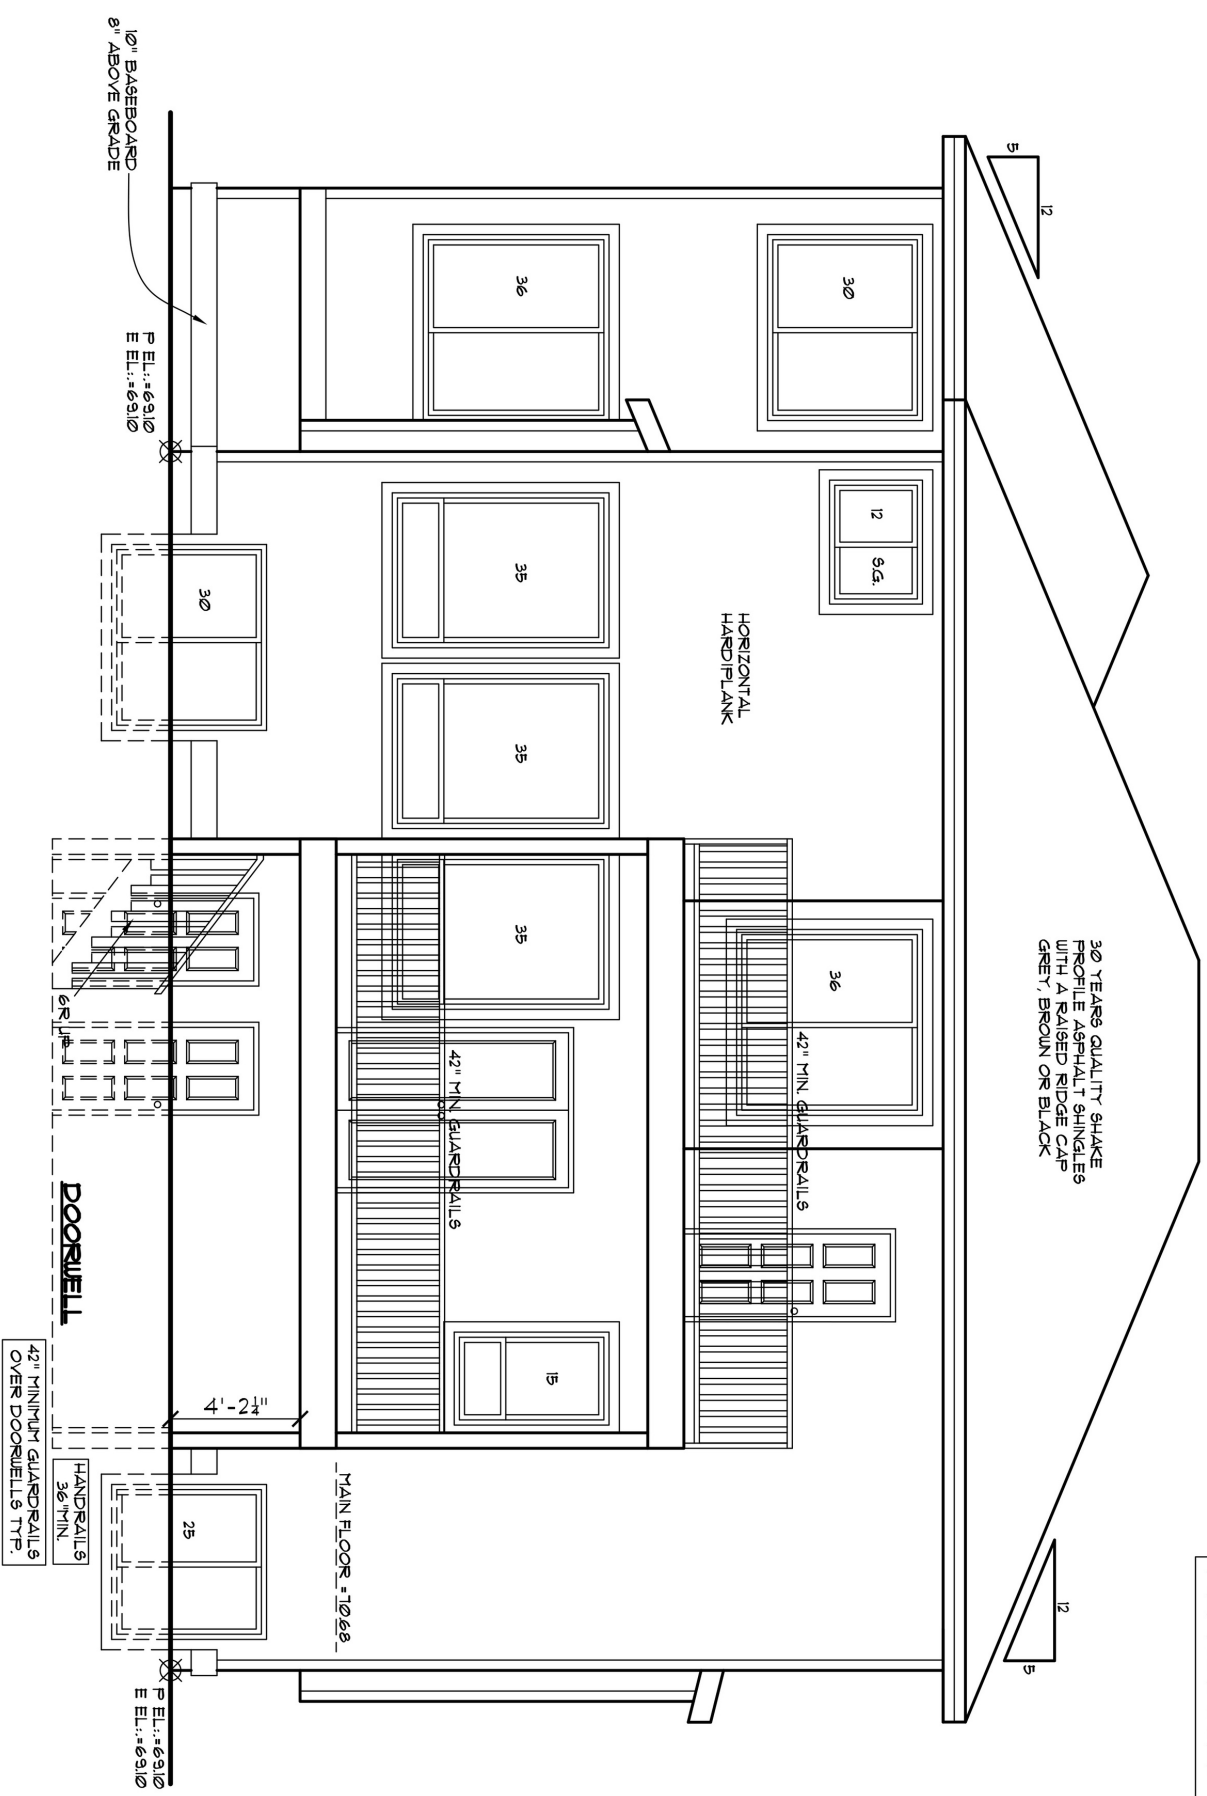 5
12
30 YEARS QUALITY SHAKE
PROFILE ASPHALT SHINGLES
WITH A RAISED RIDGE CAP
GREY, BROWN OR BLACK
12
5
30
12
S.G.
HORIZONTAL
HARDIPLANK
36
42" MIN. GUARDRAILS
36
35
35
35
42" MIN. GUARDRAILS
15
MAIN FLOOR = 70.68
4'-2¼"
10" BASEBOARD
8" ABOVE GRADE
P EL.:=69.10
E EL.:=69.10
30
6R UP
DOORWELL
25
HANDRAILS
36"MIN.
42" MINIMUM GUARDRAILS
OVER DOORWELLS TYP.
P EL.:=69.10
E EL.:=69.10